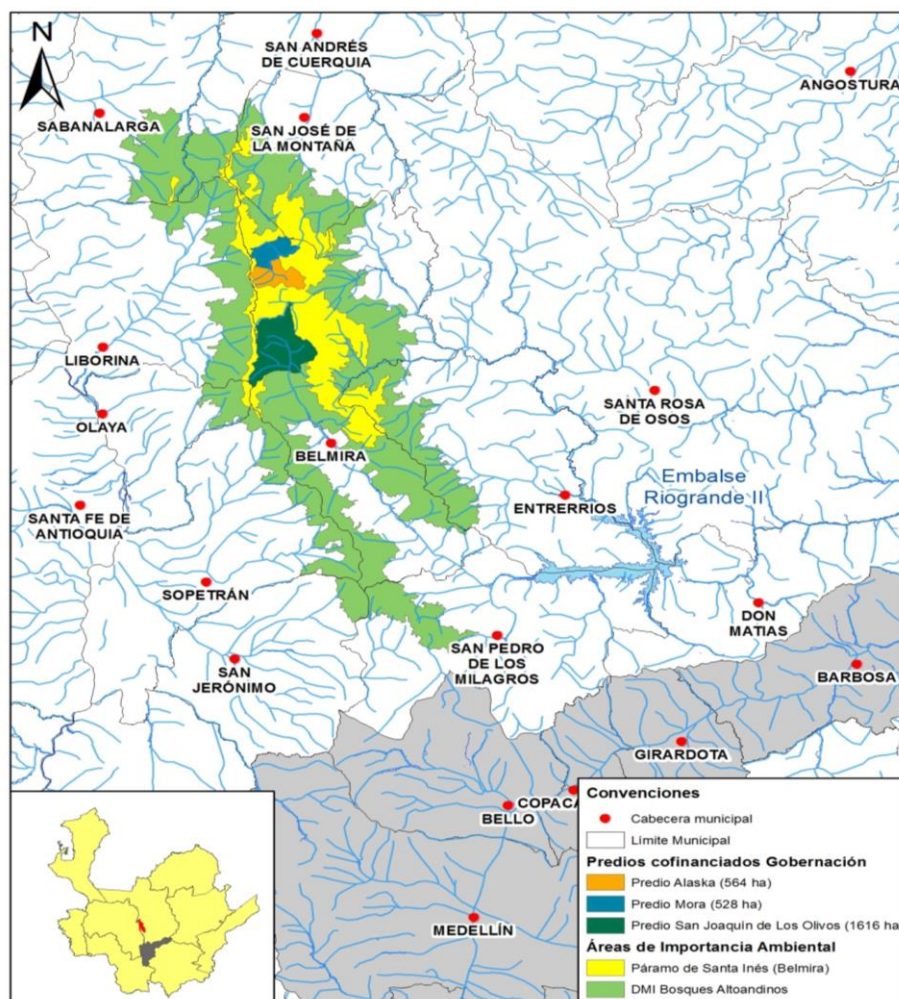 N
SAN ANDRÉS
DE CUERQUIA
ANGOSTURA
SABANALARGA
SAN JOSÉ DE
LA MONTAÑA
LIBORINA
SANTA ROSA
DE OSOS
OLAYA
BELMIRA
Embalse
Riogrande II
SANTA FE DE
ANTIOQUIA
ENTRERRIOS
SOPETRÁN
DON
MATIAS
SAN PEDRO
DE LOS
MILAGROS
SAN
JERÓNIMO
BARBOSA
GIRARDOTA
COPACA
BELLO
MEDELLÍN
Convenciones
Cabecera municipal
Límite Municipal
Predios cofinanciados Gobernación
Predio Alaska (564 ha)
Predio Mora (528 ha)
Predio San Joaquín de Los Olivos (1616 ha
Áreas de Importancia Ambiental
Páramo de Santa Inés (Belmira)
DMI Bosques Altoandinos